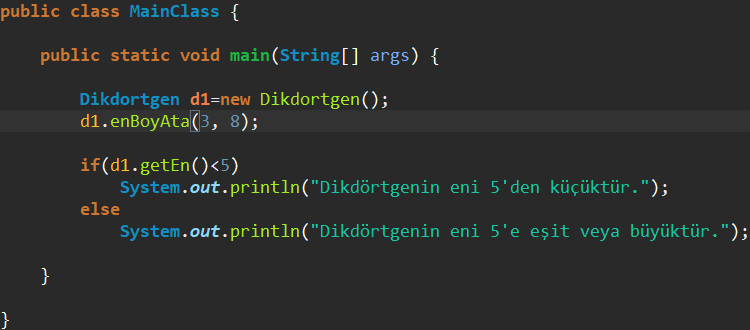 public class MainClass {
public static void main(String[] args) {
Dikdortgen d1=new Dikdortgen();
d1.enBoyAta(3, 8);
if(d1.getEn()<5)
System.out.println("Dikdörtgenin eni 5'den küçüktür.");
else
System.out.println("Dikdörtgenin eni 5'e eşit veya büyüktür.");
}
}